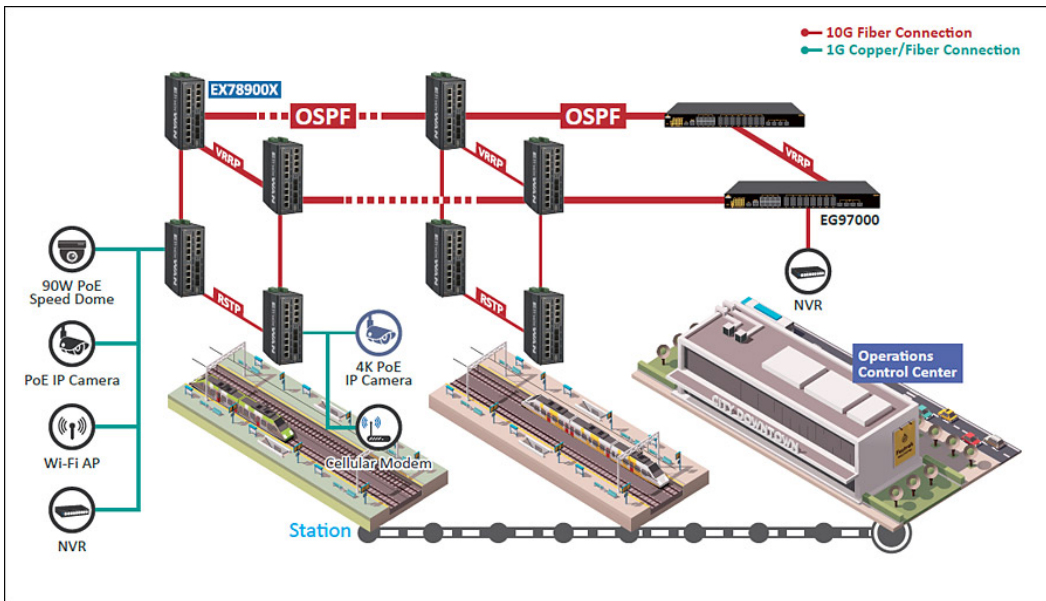 10G Fiber Connection
1G Copper/Fiber Connection
EX78900X
OSPF
OSPF
VRRP
VRRP
VRRP
EG97000
90W PoE
Speed Dome
RSTP
RSTP
NVR
PoE IP Camera
4K PoE
IP Camera
Operations
Control Center
CITY DOWNTOWN
Wi-Fi AP
Cellular Modem
NVR
Station